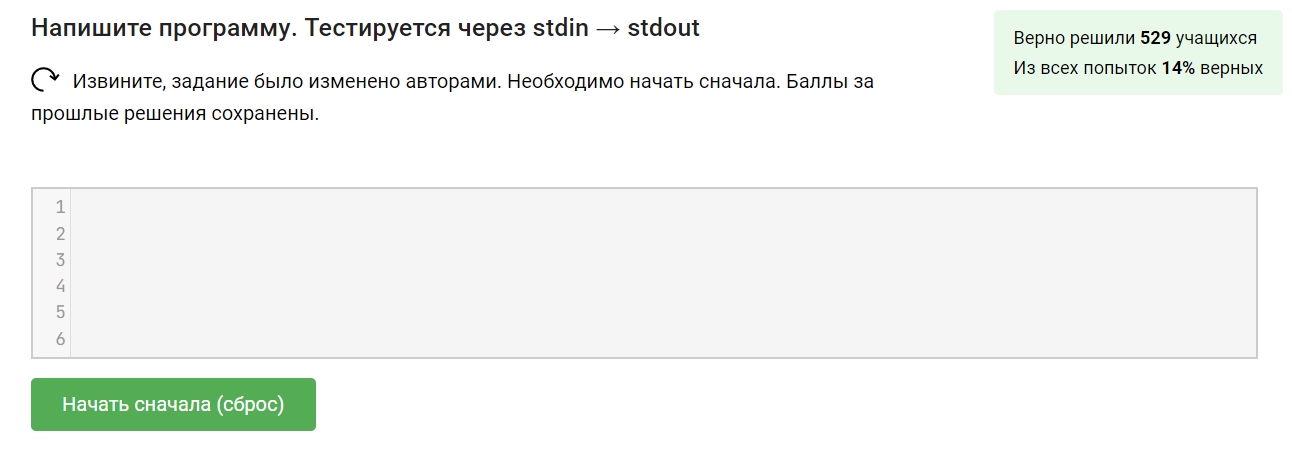 Напишите программу. Тестируется через stdin → stdout
Верно решили 529 учащихся
Из всех попыток 14% верных
Извините, задание было изменено авторами. Необходимо начать сначала. Баллы за
прошлые решения сохранены.
1
2
3
4
5
6
Начать сначала (сброс)